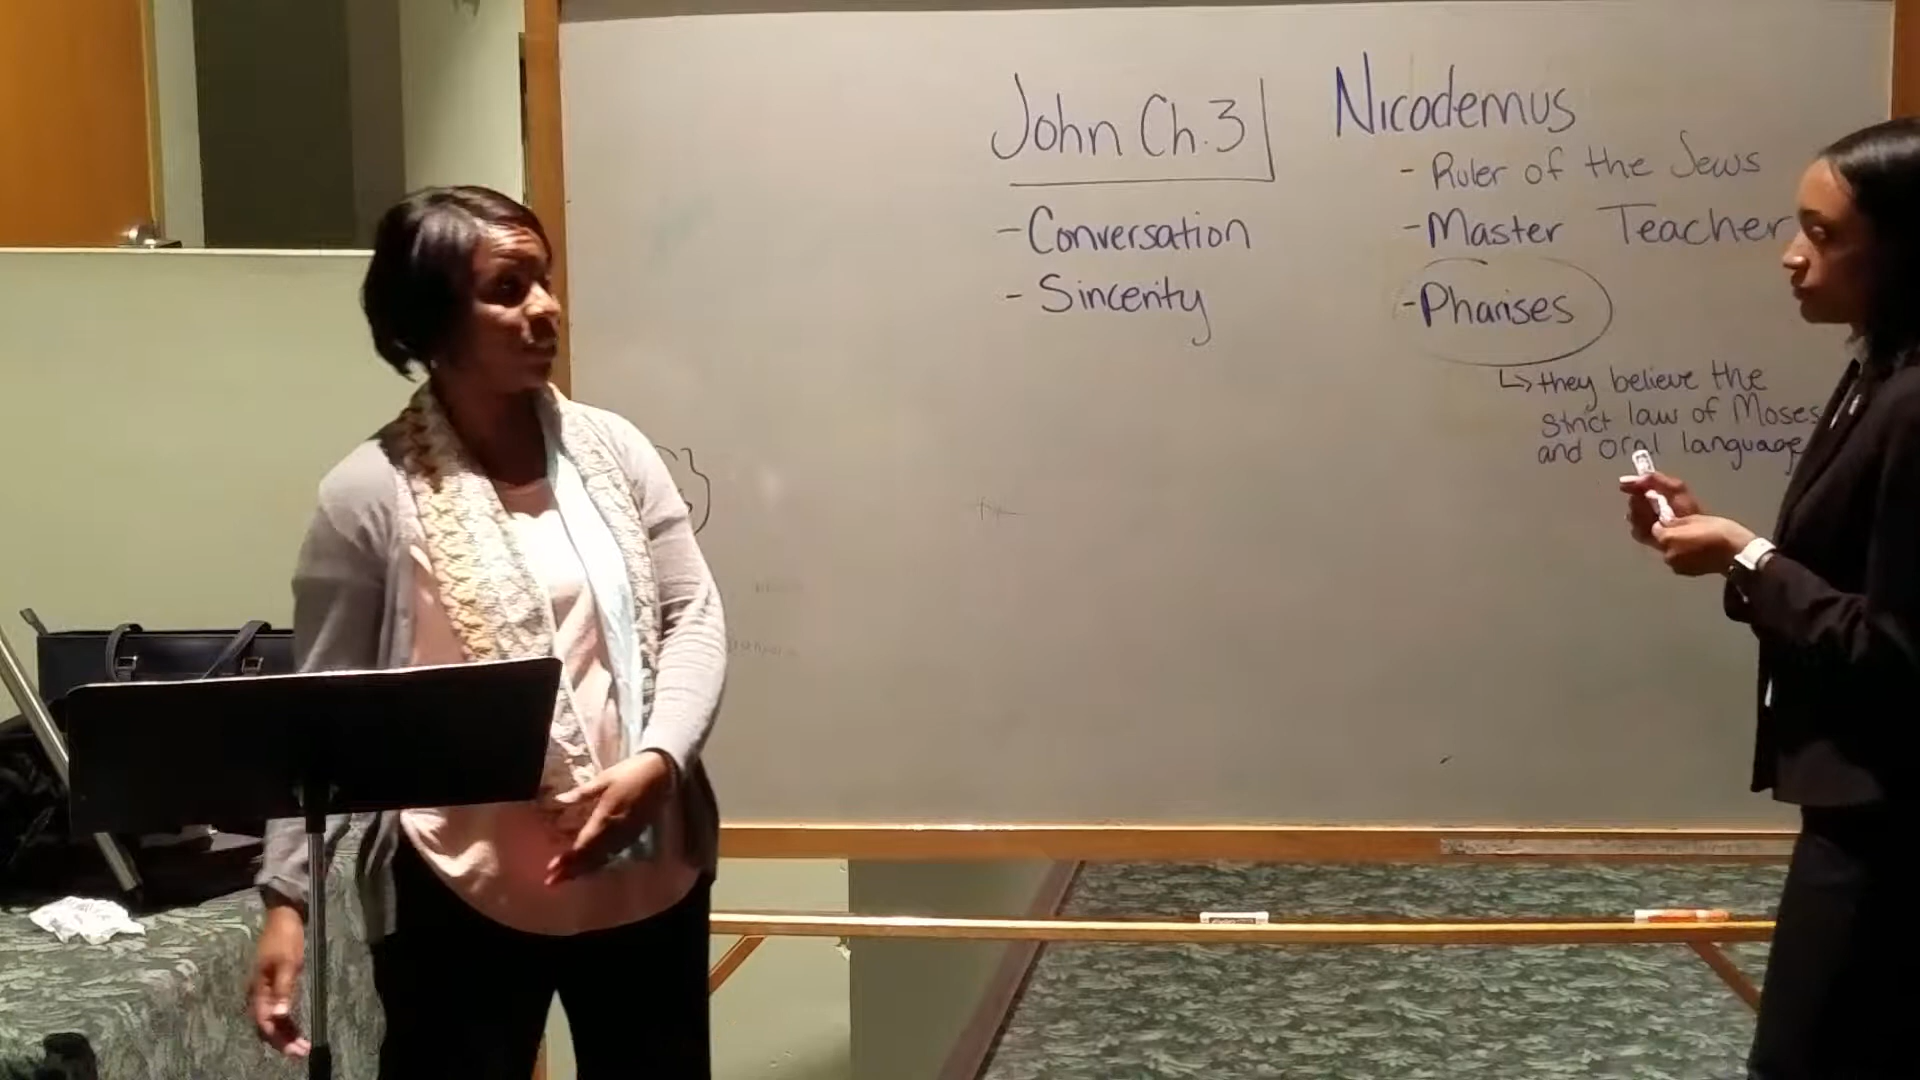 John Ch.3
- Conversation
- Sincerity
Nicodemus
- Ruler of the Jews
- Master Teacher
- Pharises
↳ they believe the
strict law of Moses
and oral language